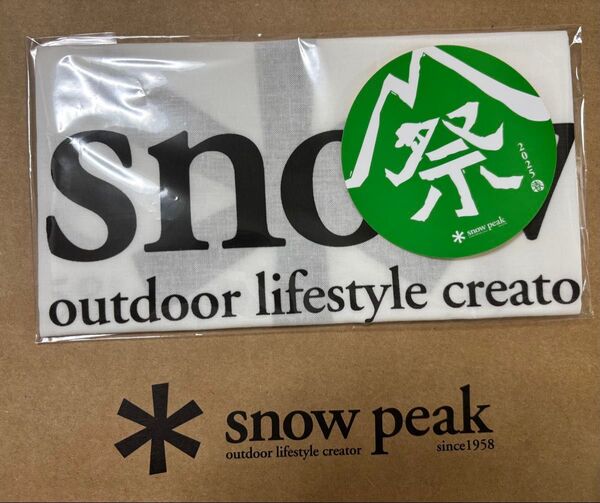 snow
outdoor lifestyle creato
祭
2025
snow peak
snow peak
outdoor lifestyle creator since1958